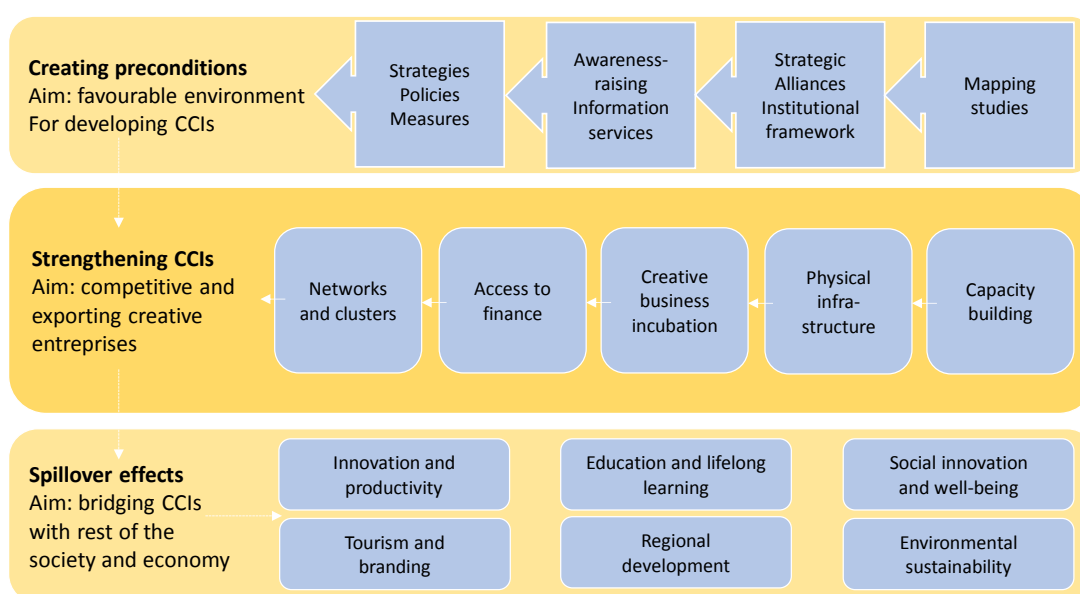 Creating preconditions
Aim: favourable environment
For developing CCIs
Strategies
Policies
Measures
Awareness-
raising
Information
services
Strategic
Alliances
Institutional
framework
Mapping
studies
Strengthening CCIs
Aim: competitive and
exporting creative
entreprises
Networks
and clusters
Access to
finance
Creative
business
incubation
Physical
infra-
structure
Capacity
building
Spillover effects
Aim: bridging CCIs
with rest of the
society and economy
Innovation and
productivity
Education and lifelong
learning
Social innovation
and well-being
Tourism and
branding
Regional
development
Environmental
sustainability